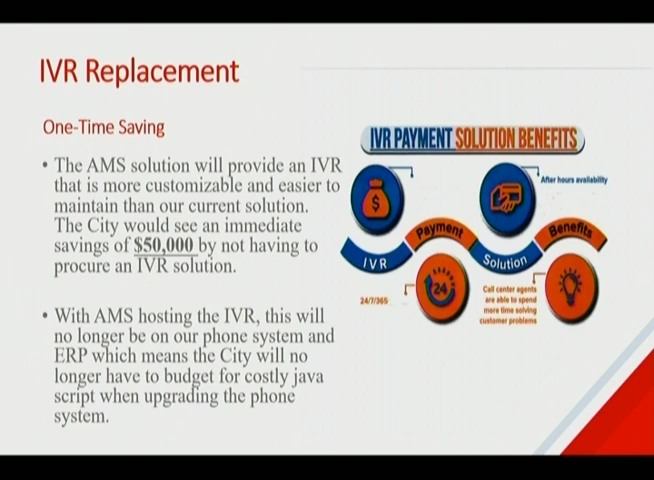 IVR Replacement
One-Time Saving
• The AMS solution will provide an IVR
that is more customizable and easier to
maintain than our current solution.
The City would see an immediate
savings of $50,000 by not having to
procure an IVR solution.
• With AMS hosting the IVR, this will
no longer be on our phone system and
ERP which means the City will no
longer have to budget for costly java
script when upgrading the phone
system.
IVR PAYMENT SOLUTION BENEFITS
After hours availability
$
IVR
Payment
Solution
Benefits
24
24/7/365
Call center agents
are able to spend
more time solving
customer problems